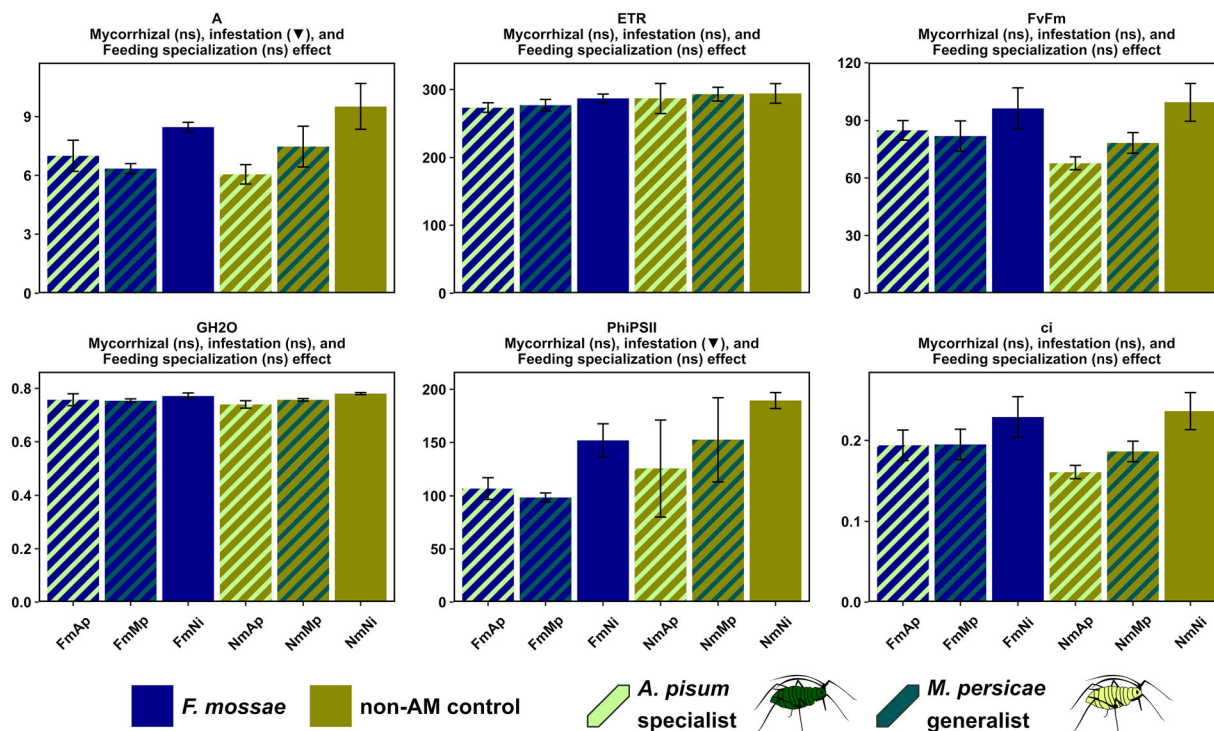 A
Mycorrhizal (ns), infestation (▼), and
Feeding specialization (ns) effect
9
6
3
0
ETR
Mycorrhizal (ns), infestation (ns), and
Feeding specialization (ns) effect
300
200
100
0
FvFm
Mycorrhizal (ns), infestation (ns), and
Feeding specialization (ns) effect
120
90
60
30
0
GH2O
Mycorrhizal (ns), infestation (ns), and
Feeding specialization (ns) effect
0.8
0.6
0.4
0.2
0.0
FmAp
FmMp
FmNi
NmAp
NmMp
NmNi
PhiPSII
Mycorrhizal (ns), infestation (▼), and
Feeding specialization (ns) effect
200
150
100
50
0
FmAp
FmMp
FmNi
NmAp
NmMp
NmNi
ci
Mycorrhizal (ns), infestation (ns), and
Feeding specialization (ns) effect
0.2
0.1
0.0
FmAp
FmMp
FmNi
NmAp
NmMp
NmNi
F. mossae
non-AM control
A. pisum
specialist
M. persicae
generalist